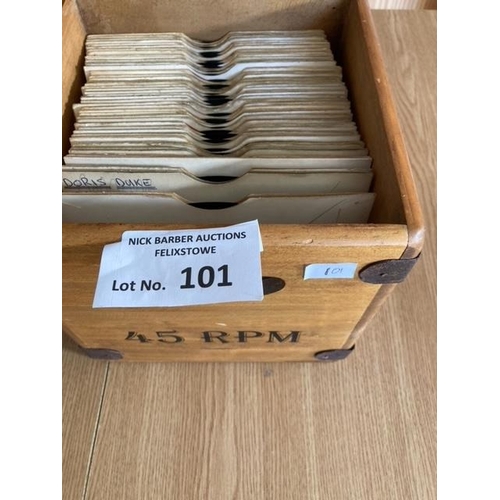 DORIS DUKE
NICK BARBER AUCTIONS
FELIXSTOWE
Lot No. 101
101
45 RPM